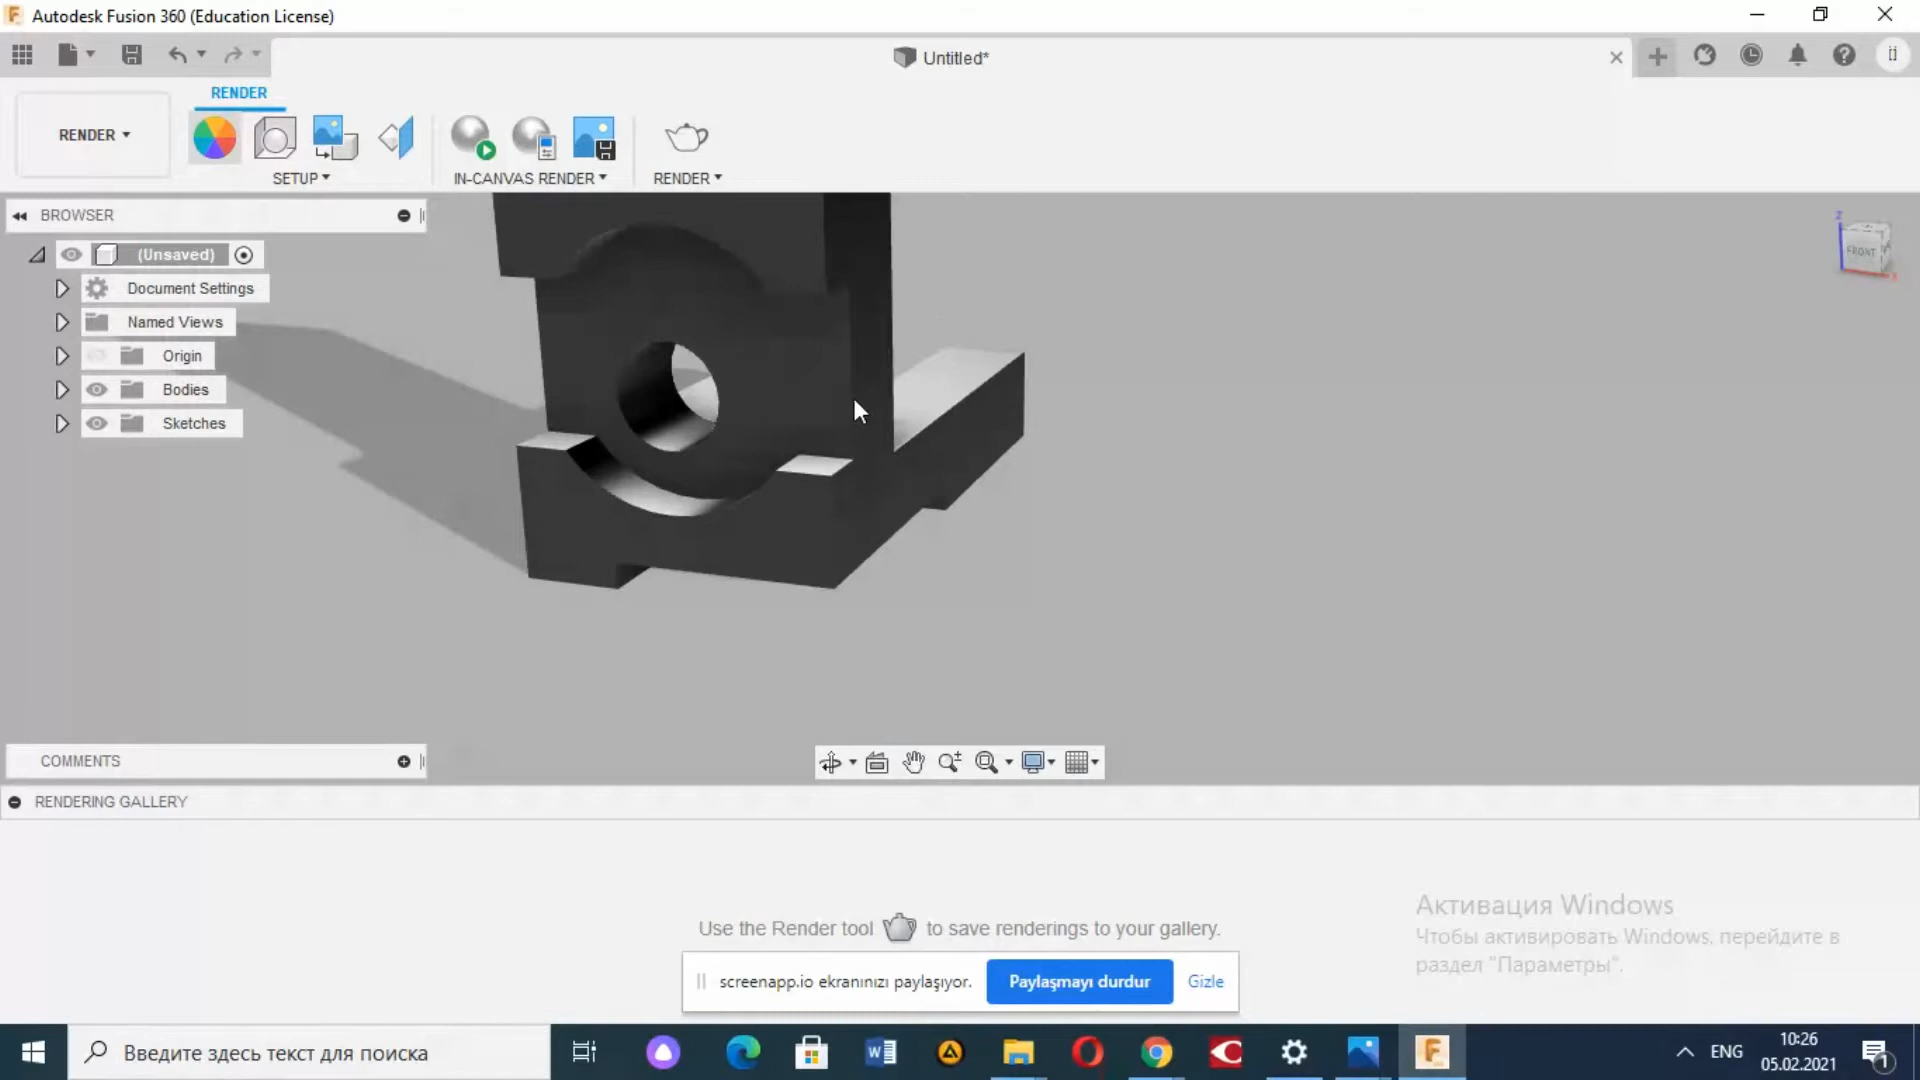 Autodesk Fusion 360 (Education License)
Untitled*
RENDER
RENDER
SETUP
IN-CANVAS RENDER
RENDER
BROWSER
(Unsaved)
Document Settings
Named Views
Origin
Bodies
Sketches
FRONT
Z
X
COMMENTS
RENDERING GALLERY
Use the Render tool to save renderings to your gallery.
Активация Windows
Чтобы активировать Windows, перейдите в
раздел "Параметры".
screenapp.io ekranınızı paylaşıyor.
Paylaşmayı durdur
Gizle
Введите здесь текст для поиска
ENG
10:26
05.02.2021
1